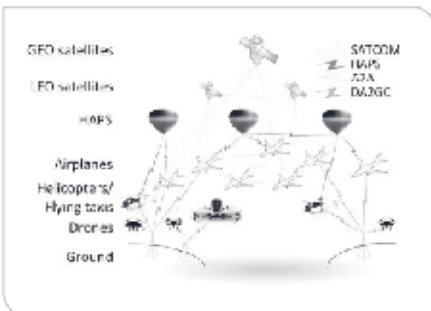 GEO satellites
LEO satellites
HAPS
Airplanes
Helicopters/
Flying taxis
Drones
Ground
SATCOM
HAPS
A2A
DA2GC